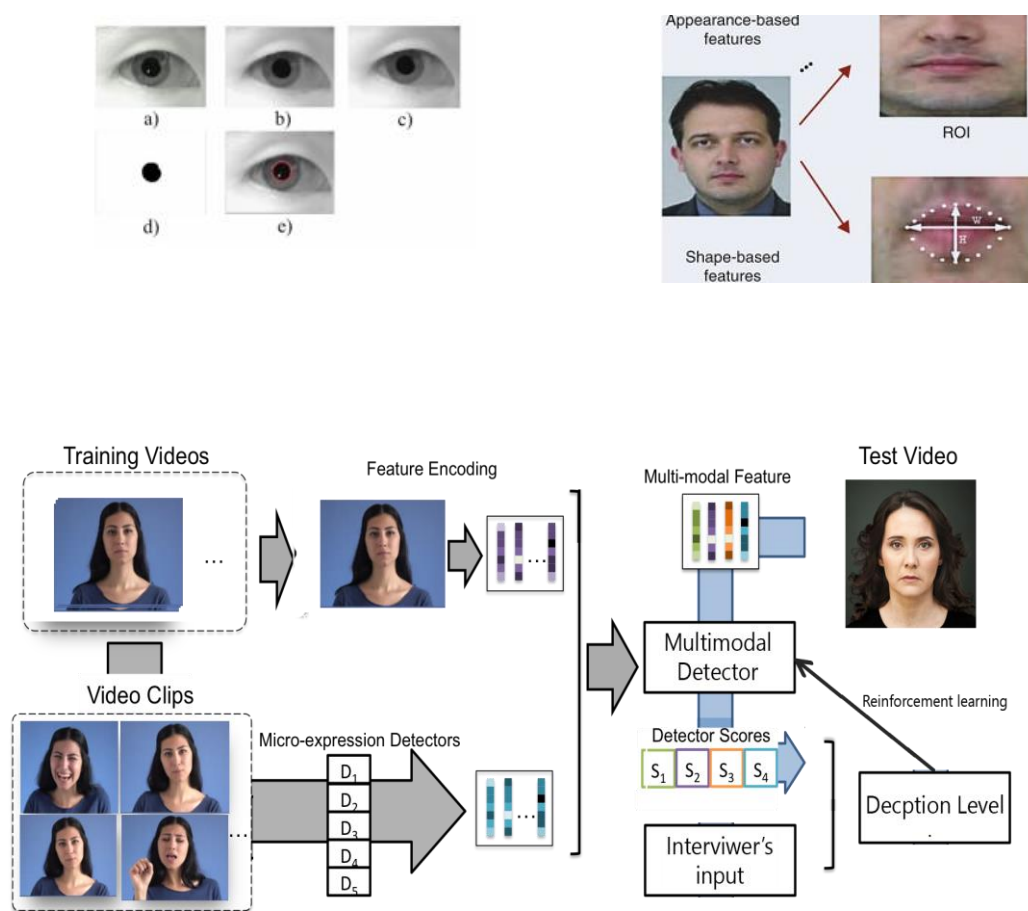 a)
b)
c)
d)
e)
Appearance-based
features
...
ROI
W
H
Shape-based
features
Training Videos
...
Feature Encoding
...
Multi-modal Feature
Test Video
Multimodal
Detector
Reinforcement learning
Video Clips
...
Micro-expression Detectors
D1
D2
D3
D4
D5
...
Detector Scores
S1 S2 S3 S4
Decption Level
.
Interviwer's
input